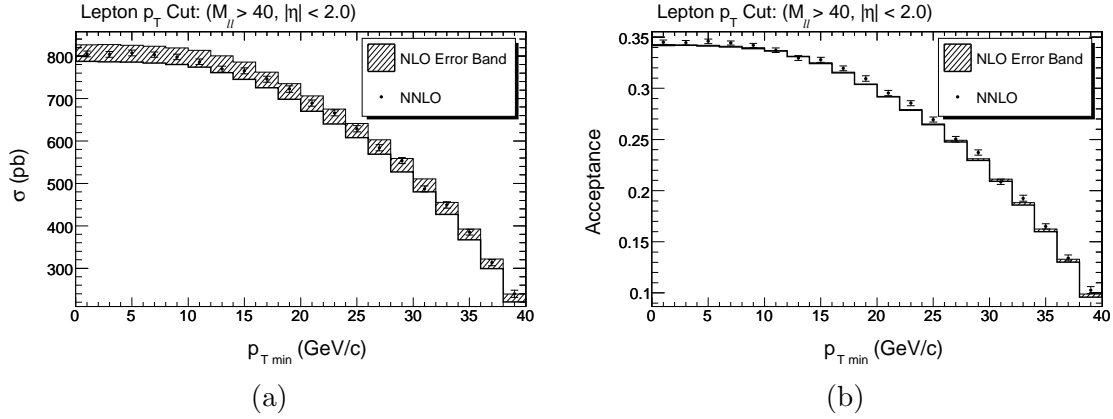 Lepton p_T Cut: (M_ll > 40, |η| < 2.0)
NLO Error Band
NNLO
800
700
600
500
400
300
σ (pb)
0 5 10 15 20 25 30 35 40
p_T min (GeV/c)
(a)
Lepton p_T Cut: (M_ll > 40, |η| < 2.0)
NLO Error Band
NNLO
0.35
0.3
0.25
0.2
0.15
0.1
Acceptance
0 5 10 15 20 25 30 35 40
p_T min (GeV/c)
(b)